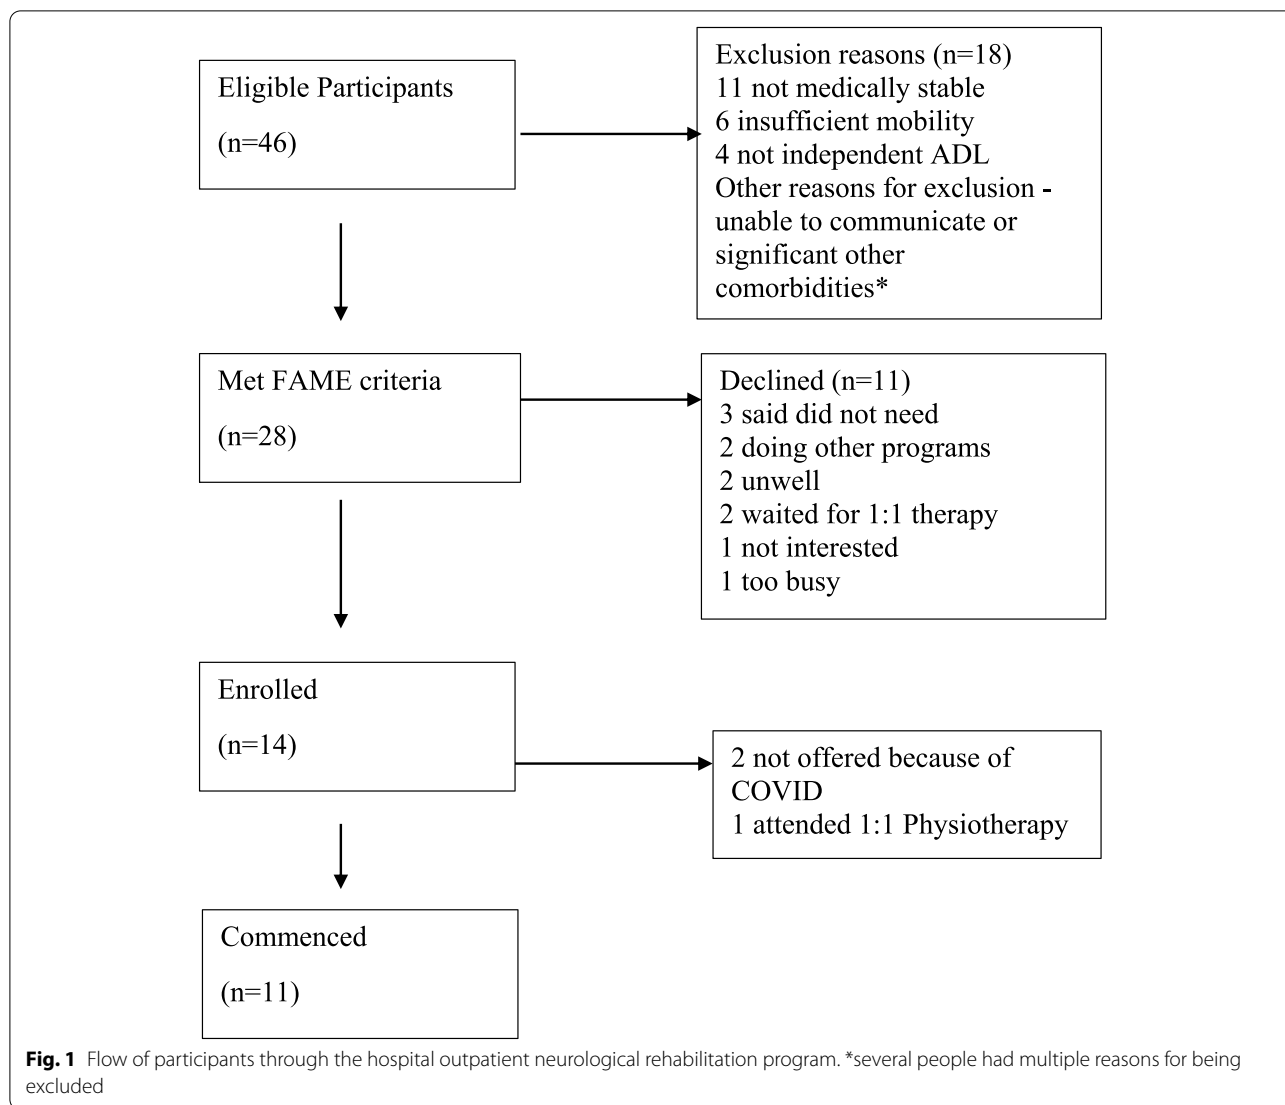 Eligible Participants
(n=46)
Exclusion reasons (n=18)
11 not medically stable
6 insufficient mobility
4 not independent ADL
Other reasons for exclusion -
unable to communicate or
significant other
comorbidities*
Met FAME criteria
(n=28)
Declined (n=11)
3 said did not need
2 doing other programs
2 unwell
2 waited for 1:1 therapy
1 not interested
1 too busy
Enrolled
(n=14)
2 not offered because of
COVID
1 attended 1:1 Physiotherapy
Commenced
(n=11)
Fig. 1 Flow of participants through the hospital outpatient neurological rehabilitation program. *several people had multiple reasons for being
excluded